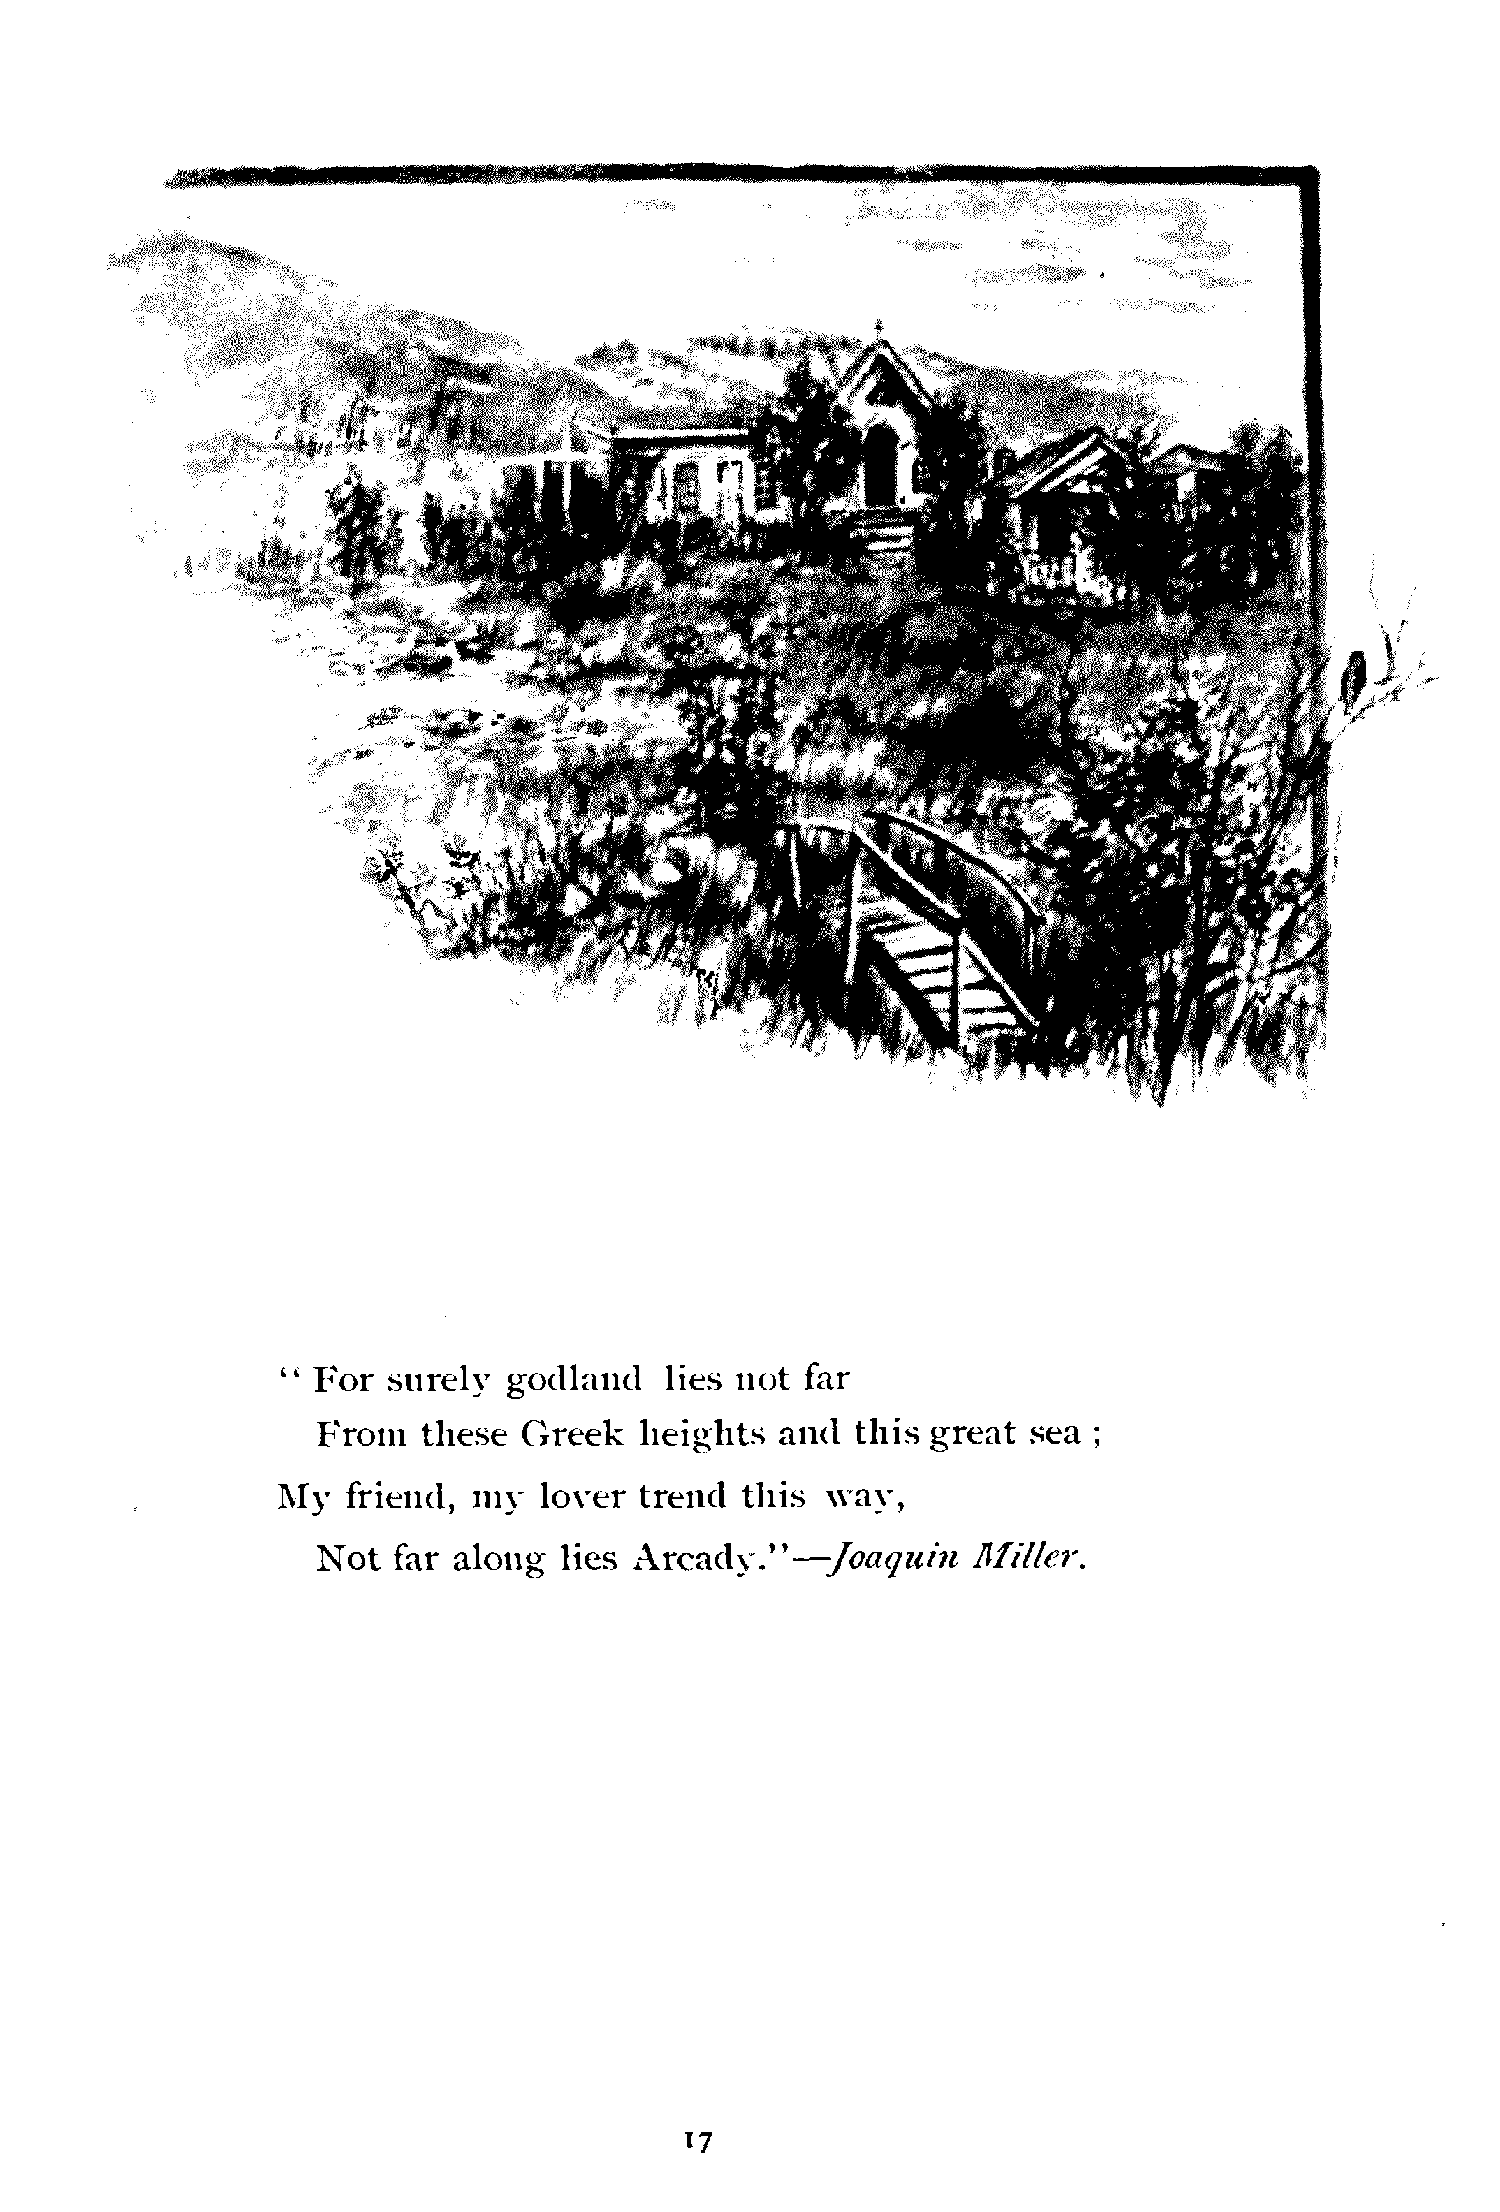 “ For surely godland lies not far
From these Greek heights and this great sea ;
My friend, my lover trend this way,
Not far along lies Arcady.”—Joaquin Miller.
17